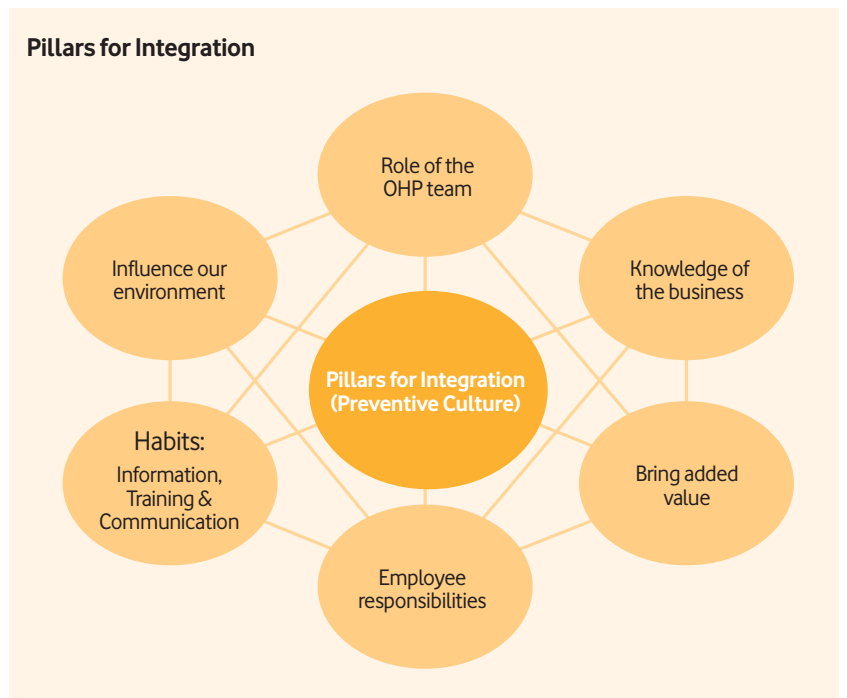 Pillars for Integration
Role of the
OHP team
Influence our
environment
Knowledge of
the business
Pillars for Integration
(Preventive Culture)
Habits:
Information,
Training &
Communication
Bring added
value
Employee
responsibilities